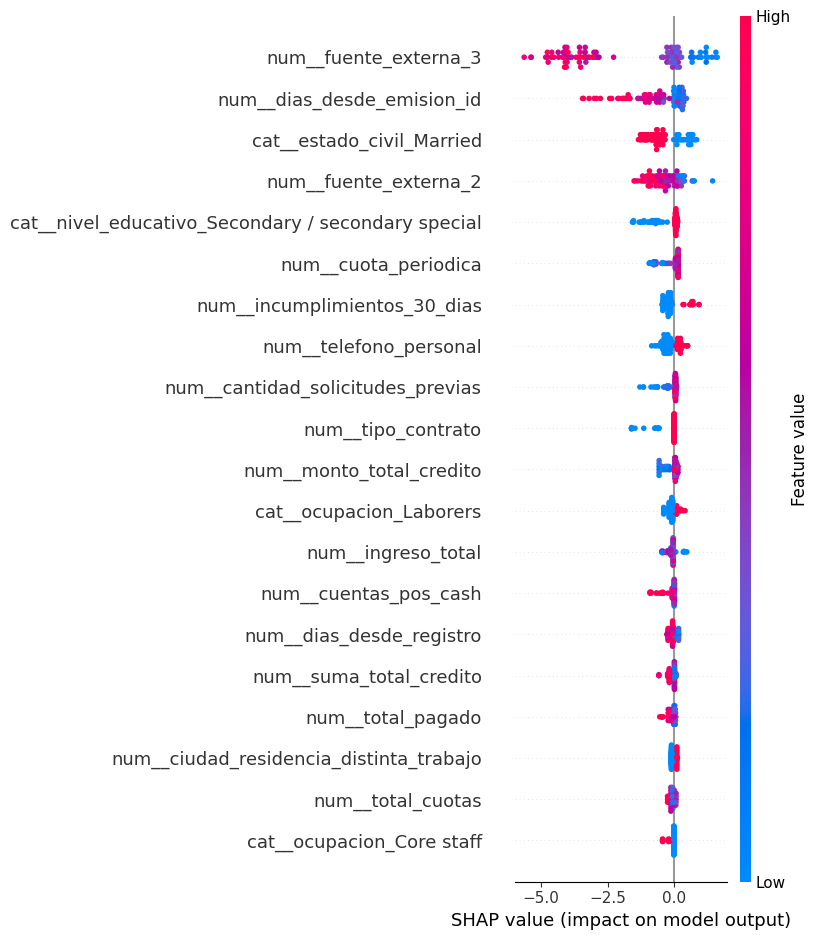 High
num__fuente_externa_3
num__dias_desde_emision_id
cat__estado_civil_Married
num__fuente_externa_2
cat__nivel_educativo_Secondary / secondary special
num__cuota_periodica
num__incumplimientos_30_dias
num__telefono_personal
num__cantidad_solicitudes_previas
num__tipo_contrato
num__monto_total_credito
cat__ocupacion_Laborers
num__ingreso_total
num__cuentas_pos_cash
num__dias_desde_registro
num__suma_total_credito
num__total_pagado
num__ciudad_residencia_distinta_trabajo
num__total_cuotas
cat__ocupacion_Core staff
Feature value
Low
−5.0 −2.5 0.0
SHAP value (impact on model output)